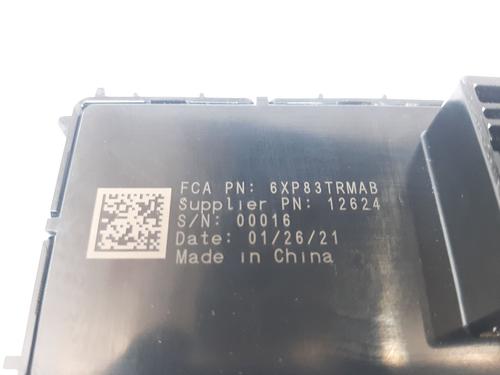 FCA PN: 6XP83TRMAB
Supplier PN: 12624
S/N: 00016
Date: 01/26/21
Made in China